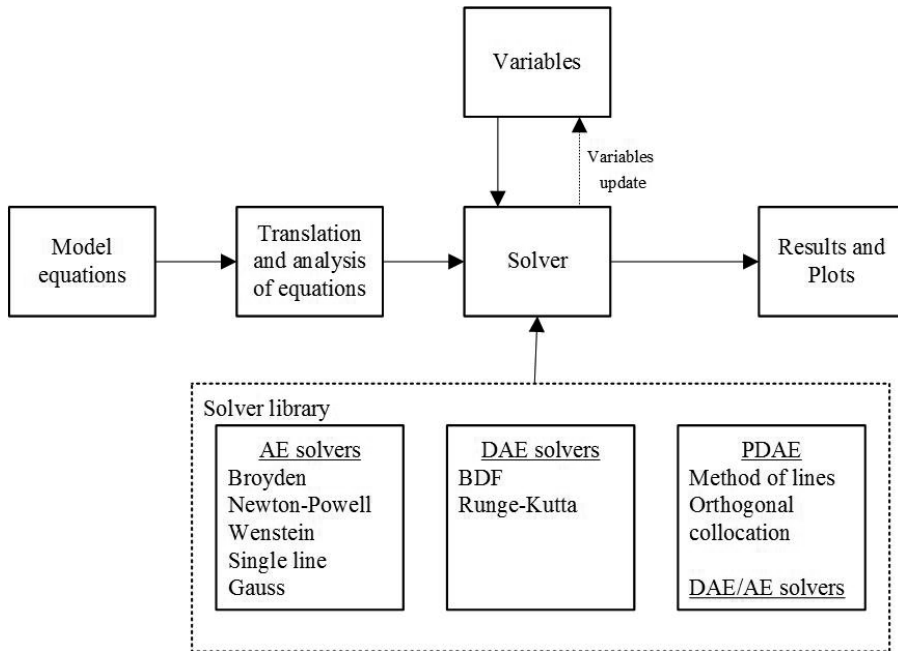 Variables
Variables
update
Model
equations
Translation
and analysis
of equations
Solver
Results and
Plots
Solver library
AE solvers
Broyden
Newton-Powell
Wenstein
Single line
Gauss
DAE solvers
BDF
Runge-Kutta
PDAE
Method of lines
Orthogonal
collocation
DAE/AE solvers